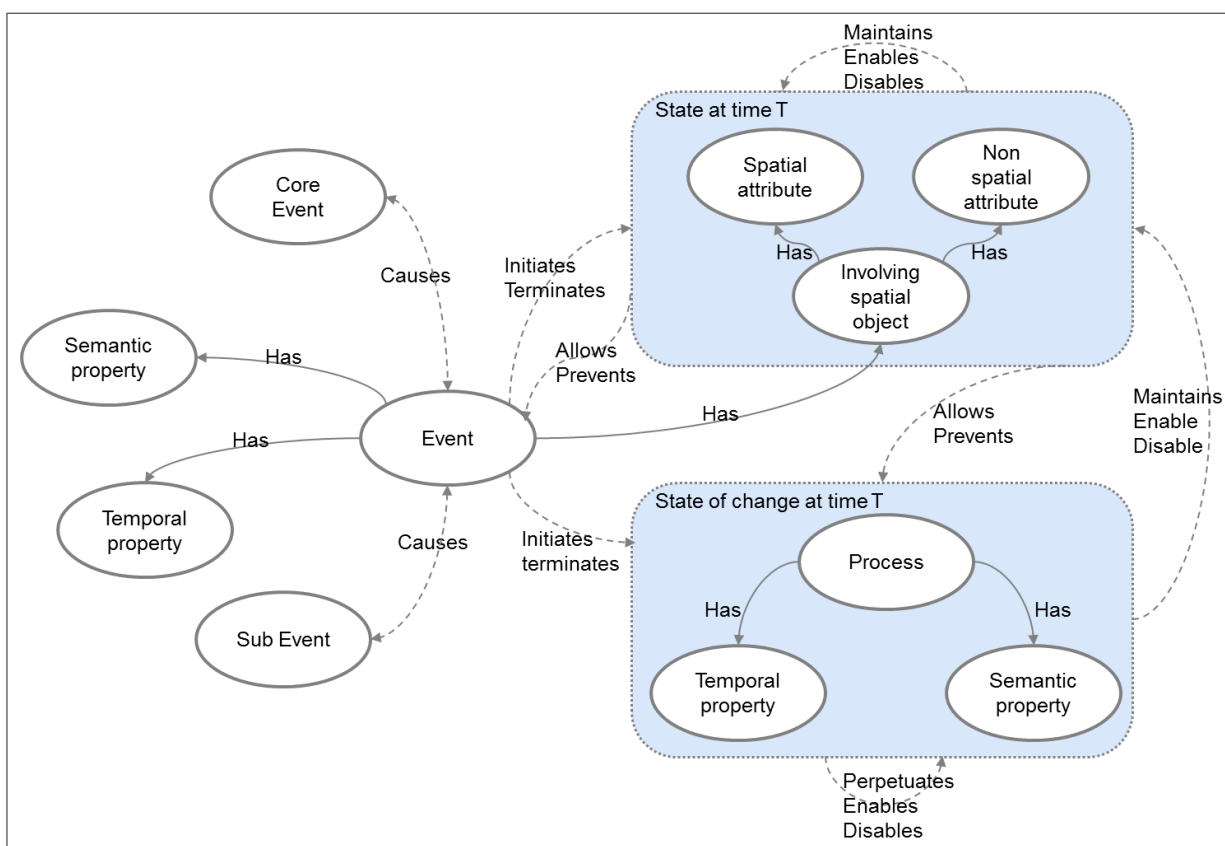 Maintains
Enables
Disables
State at time T
Spatial
attribute
Non
spatial
attribute
Has
Has
Involving
spatial
object
Core
Event
Causes
Initiates
Terminates
Semantic
property
Has
Allows
Prevents
Event
Has
Has
Temporal
property
Causes
Sub Event
Initiates
terminates
Allows
Prevents
Maintains
Enable
Disable
State of change at time T
Process
Has
Has
Temporal
property
Semantic
property
Perpetuates
Enables
Disables